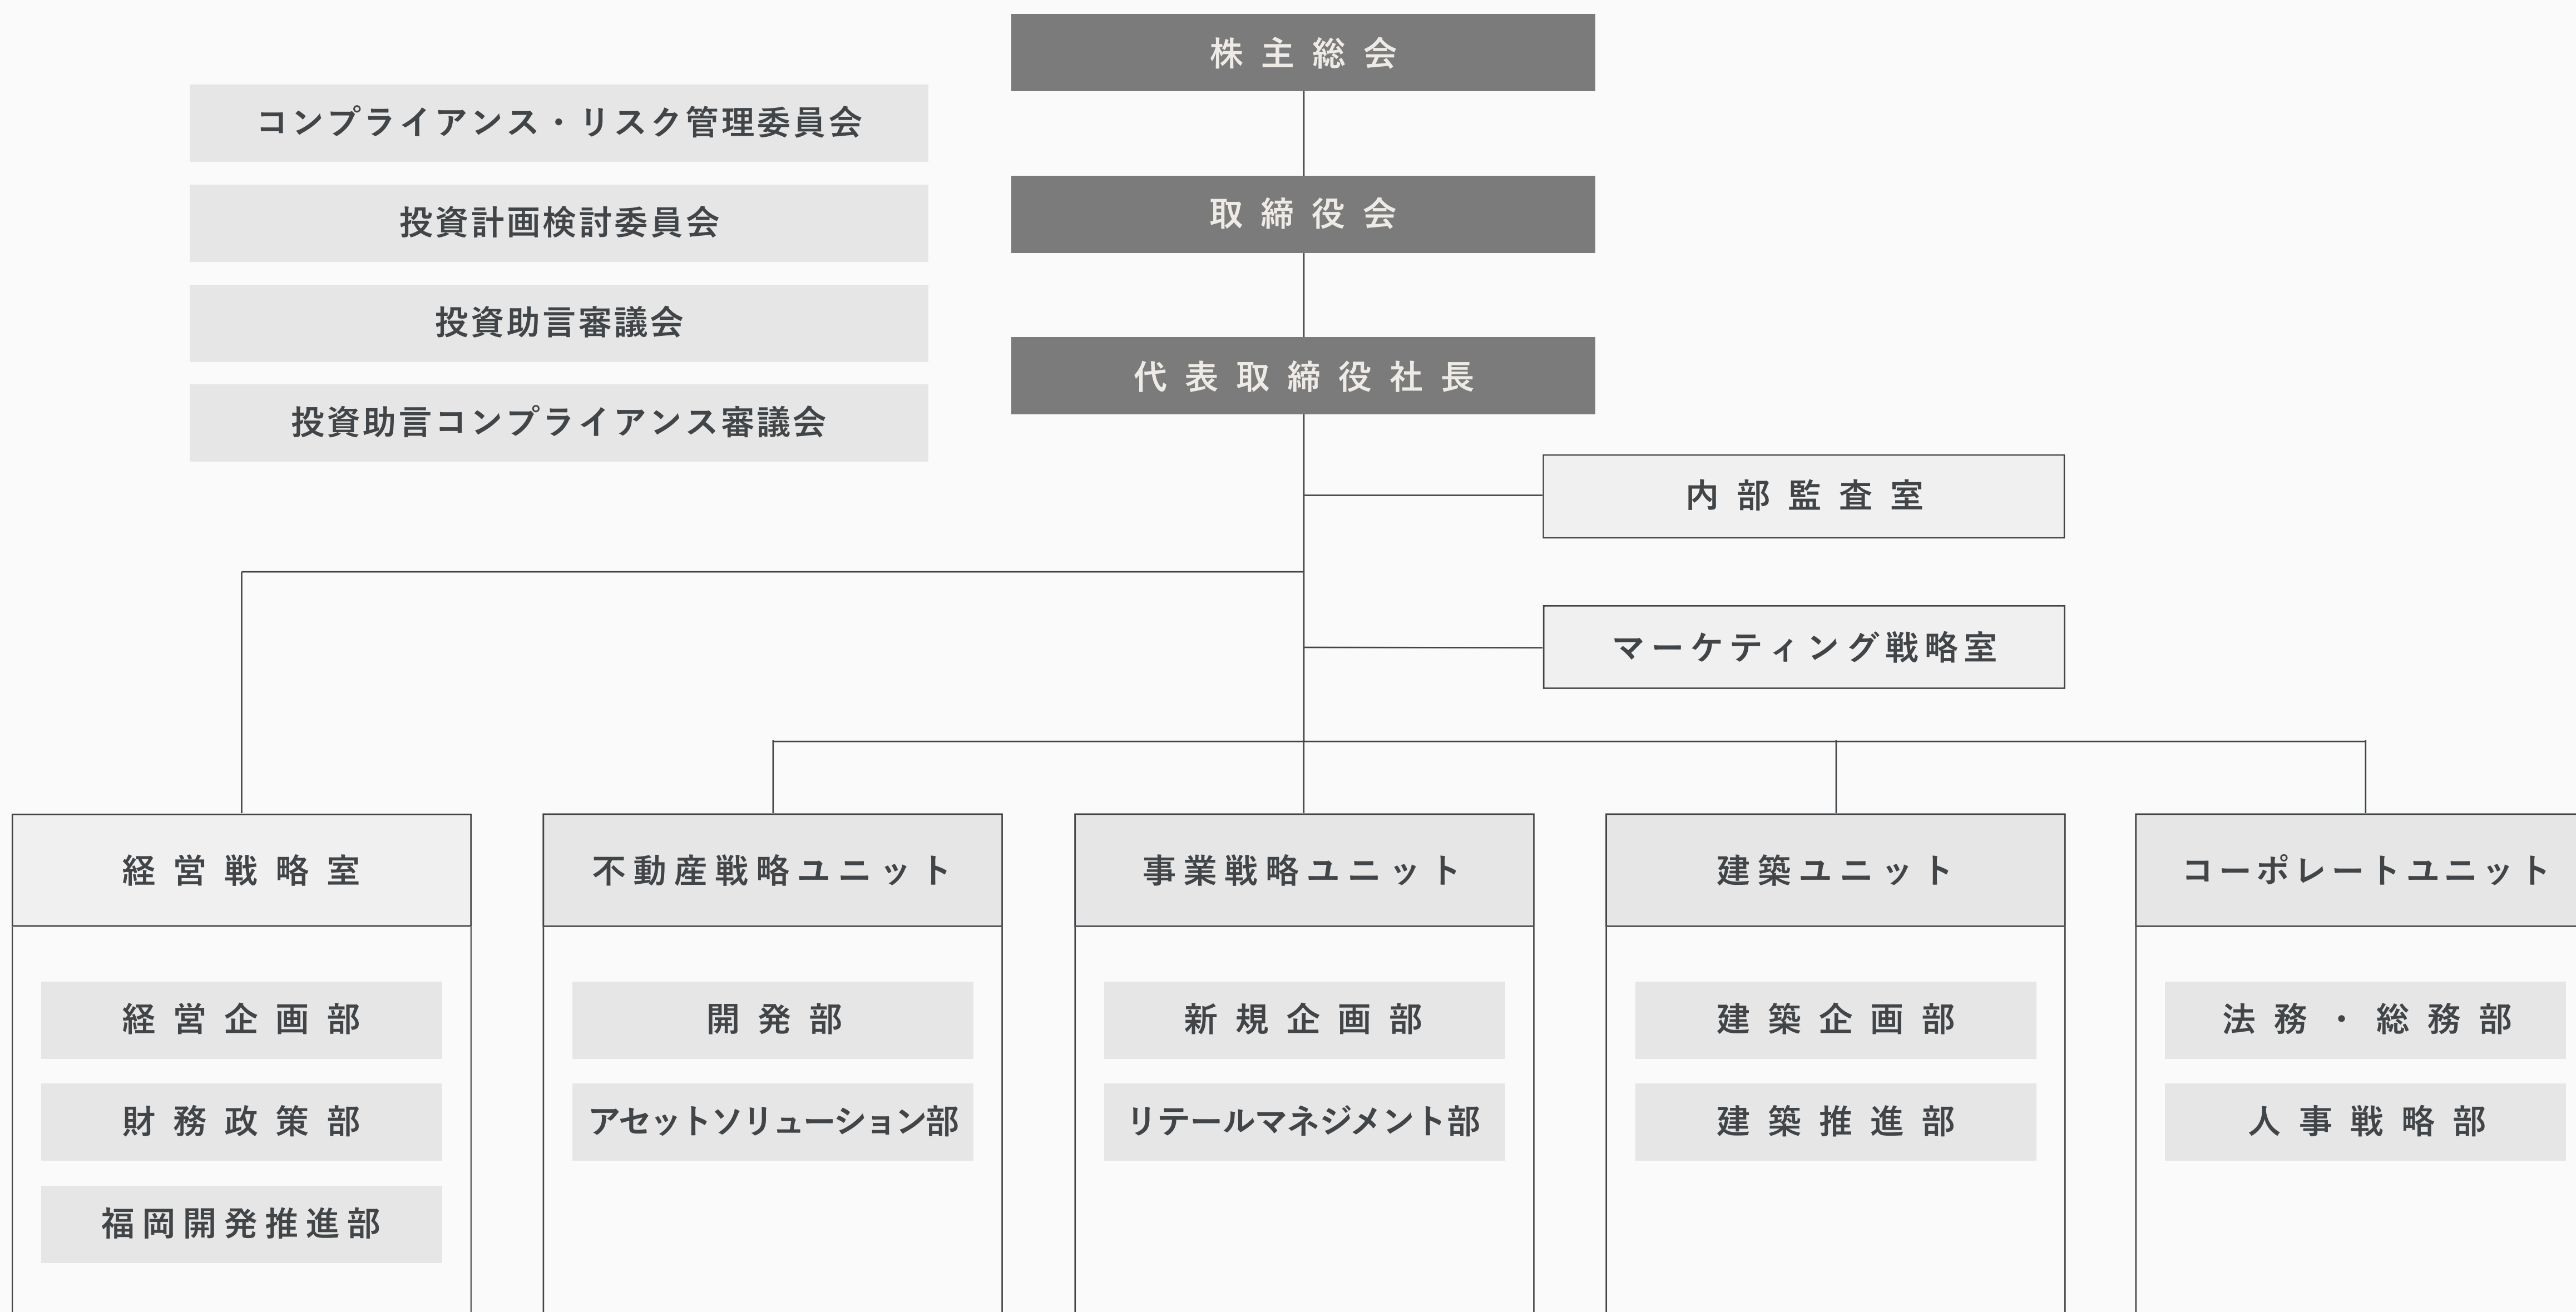 株主総会
取締役会
代表取締役社長
コンプライアンス・リスク管理委員会
投資計画検討委員会
投資助言審議会
投資助言コンプライアンス審議会
内部監査室
マーケティング戦略室
経営戦略室
経営企画部
財務政策部
福岡開発推進部
不動産戦略ユニット
開発部
アセットソリューション部
事業戦略ユニット
新規企画部
リテールマネジメント部
建築ユニット
建築企画部
建築推進部
コーポレートユニット
法務・総務部
人事戦略部